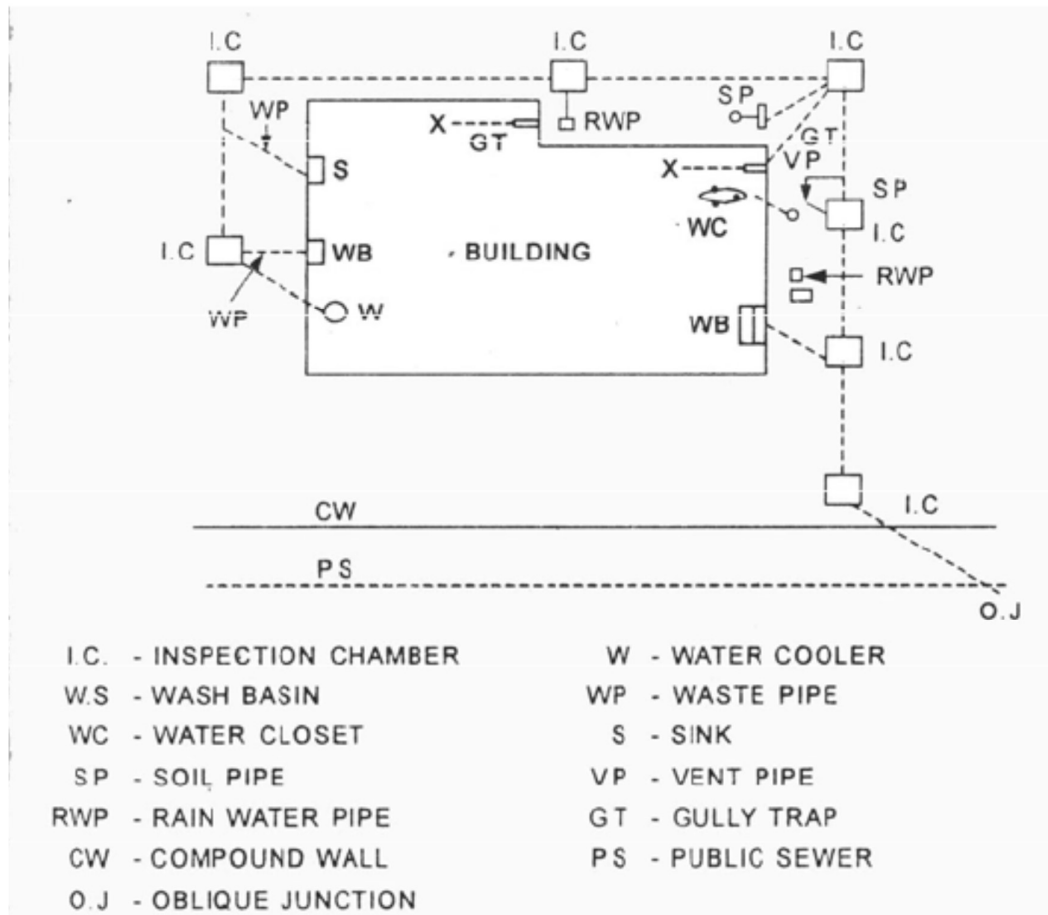 I.C I.C I.C
WP SP
X GT RWP
GT
S X VP
SP
WC I.C
I.C WB BUILDING
RWP
WP W WB
I.C
CW I.C
PS
O.J
I.C. - INSPECTION CHAMBER W - WATER COOLER
W.S - WASH BASIN WP - WASTE PIPE
WC - WATER CLOSET S - SINK
SP - SOIL PIPE VP - VENT PIPE
RWP - RAIN WATER PIPE GT - GULLY TRAP
CW - COMPOUND WALL PS - PUBLIC SEWER
O.J - OBLIQUE JUNCTION